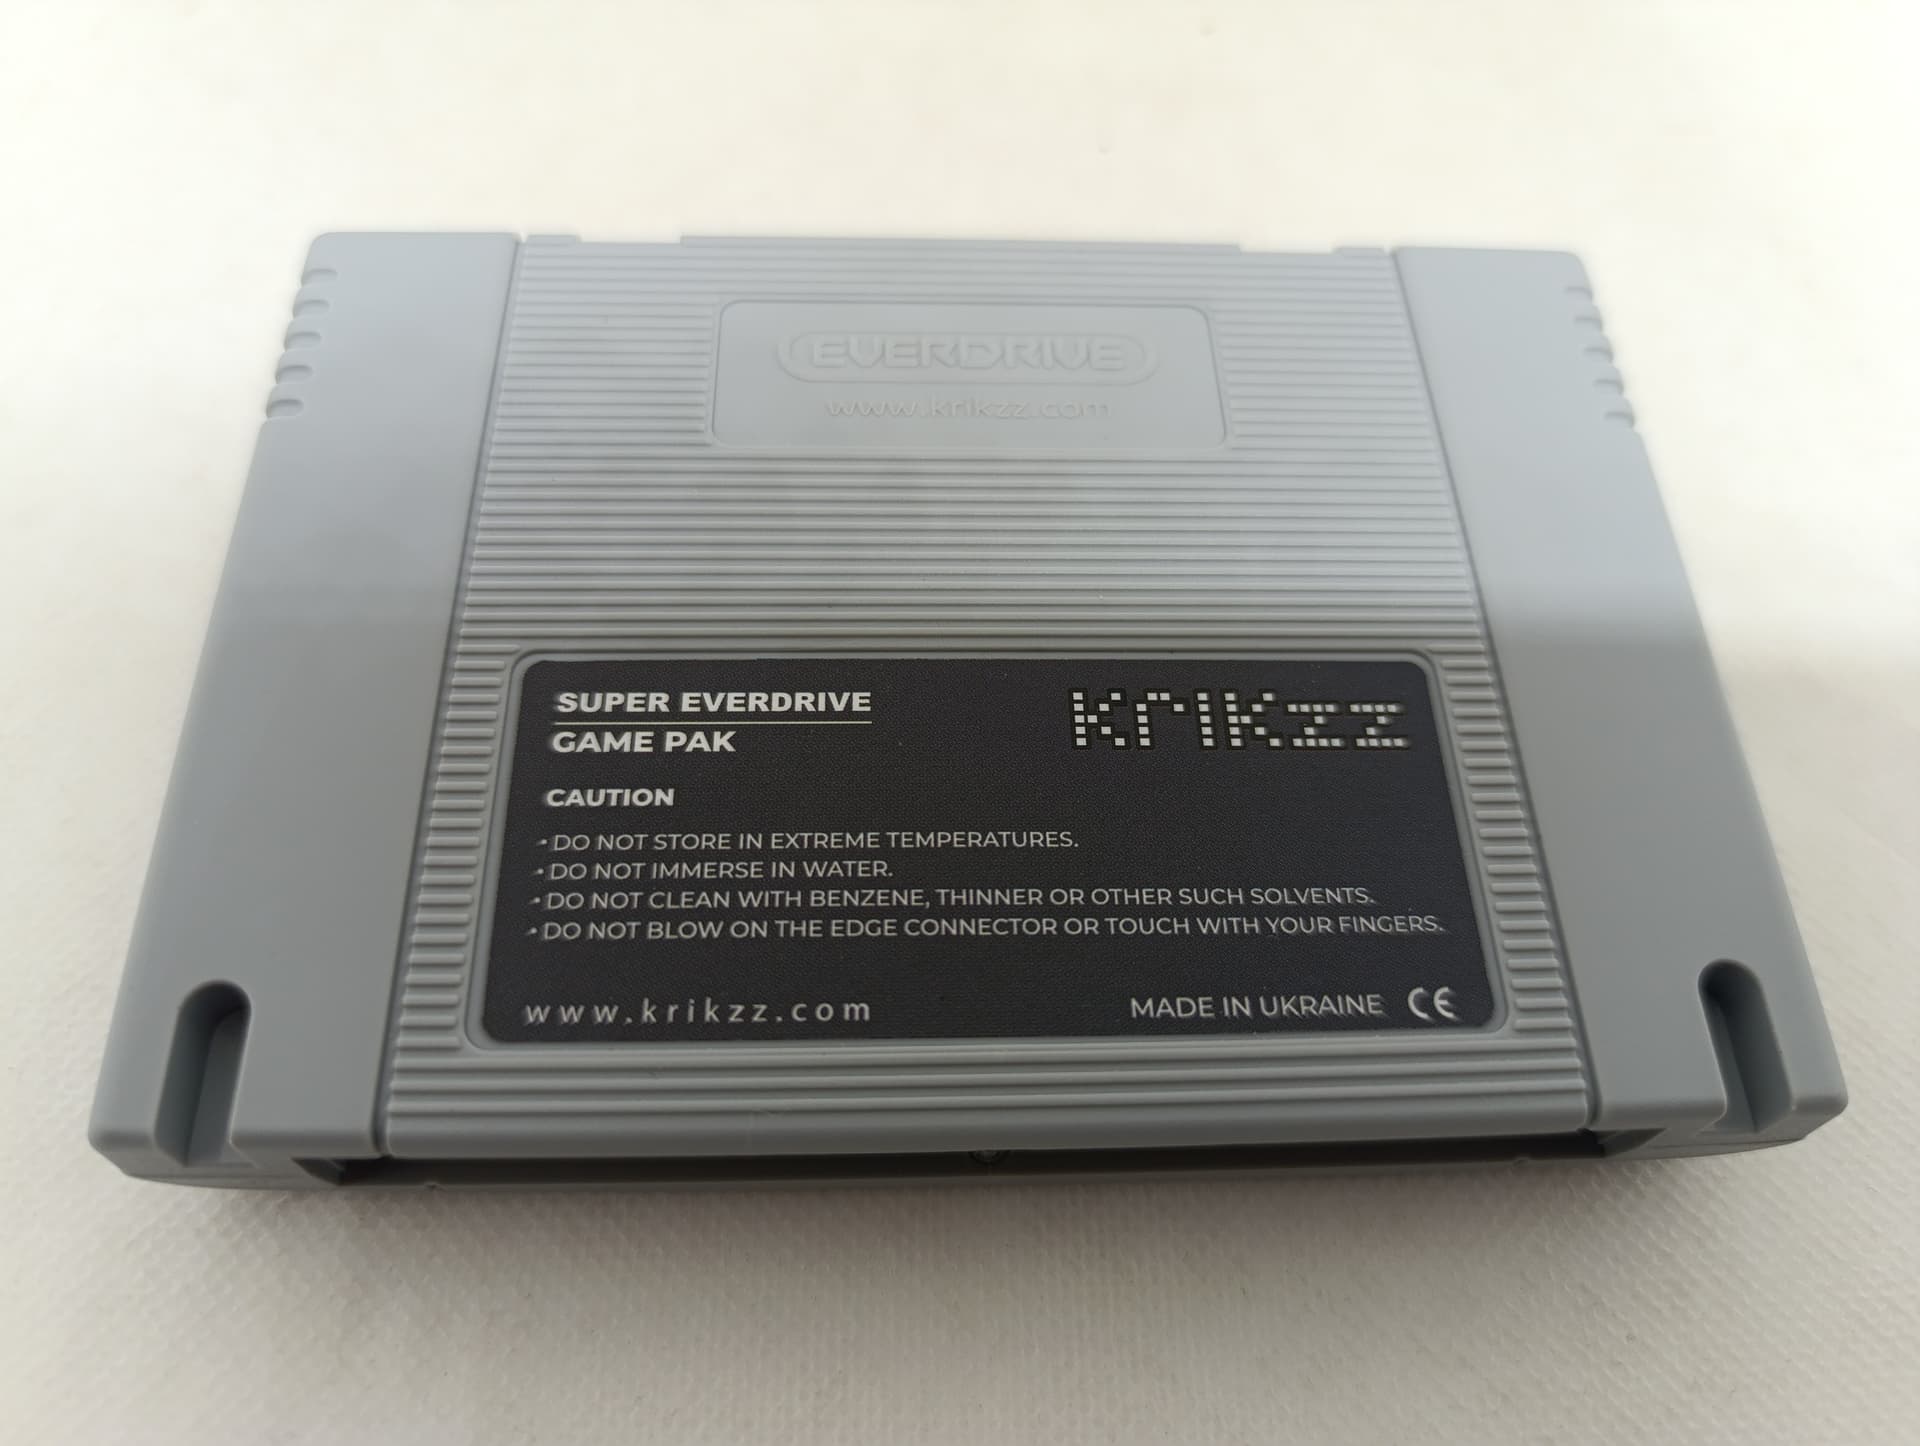 EVERDRIVE
www.krikzz.com
SUPER EVERDRIVE
GAME PAK
krikzz
CAUTION
• DO NOT STORE IN EXTREME TEMPERATURES.
• DO NOT IMMERSE IN WATER.
• DO NOT CLEAN WITH BENZENE, THINNER OR OTHER SUCH SOLVENTS.
• DO NOT BLOW ON THE EDGE CONNECTOR OR TOUCH WITH YOUR FINGERS.
www.krikzz.com
MADE IN UKRAINE CE